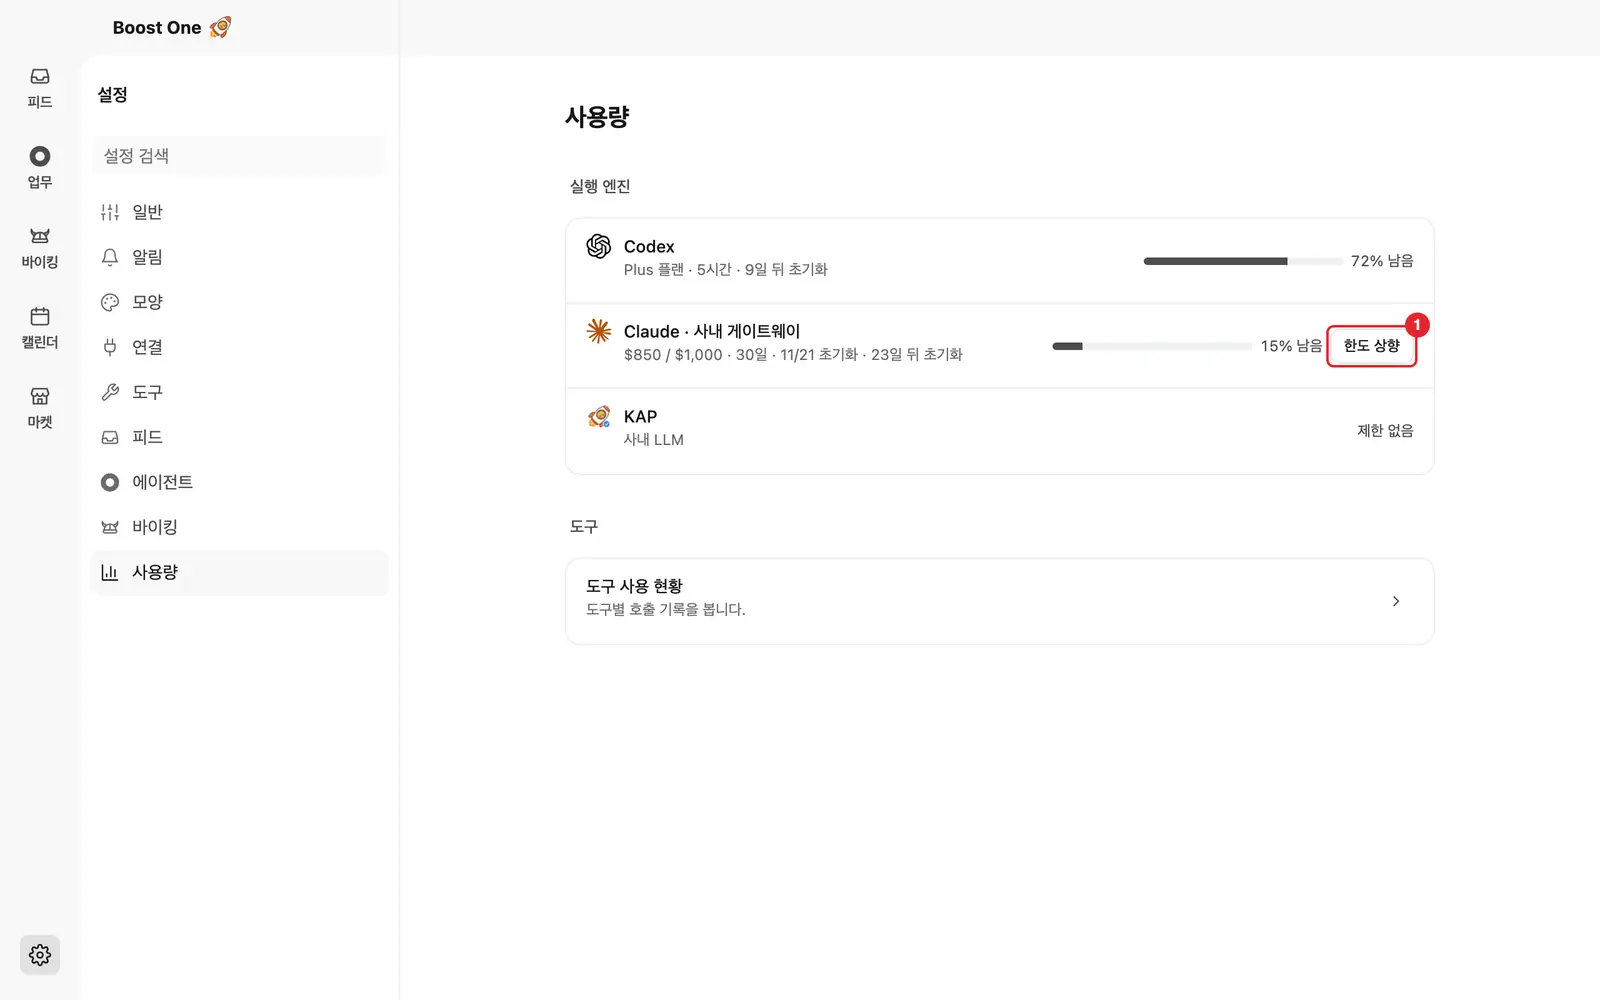 Boost One
피드
업무
바이킹
캘린더
마켓
설정
설정 검색
일반
알림
모양
연결
도구
피드
에이전트
바이킹
사용량
사용량
실행 엔진
Codex
Plus 플랜 · 5시간 · 9일 뒤 초기화
72% 남음
Claude · 사내 게이트웨이
$850 / $1,000 · 30일 · 11/21 초기화 · 23일 뒤 초기화
15% 남음
한도 상향
1
KAP
사내 LLM
제한 없음
도구
도구 사용 현황
도구별 호출 기록을 봅니다.